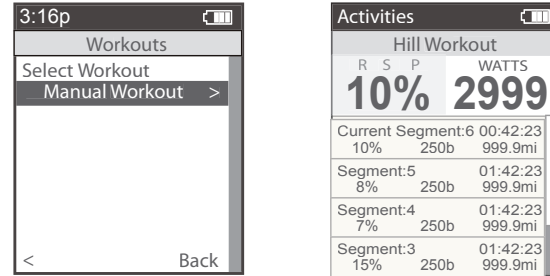 3:16p
Workouts
Select Workout
Manual Workout >
< Back
Activities
Hill Workout
R S P WATTS
10% 2999
Current Segment:6 00:42:23
10% 250b 999.9mi
Segment:5 01:42:23
8% 250b 999.9mi
Segment:4 01:42:23
7% 250b 999.9mi
Segment:3 01:42:23
15% 250b 999.9mi